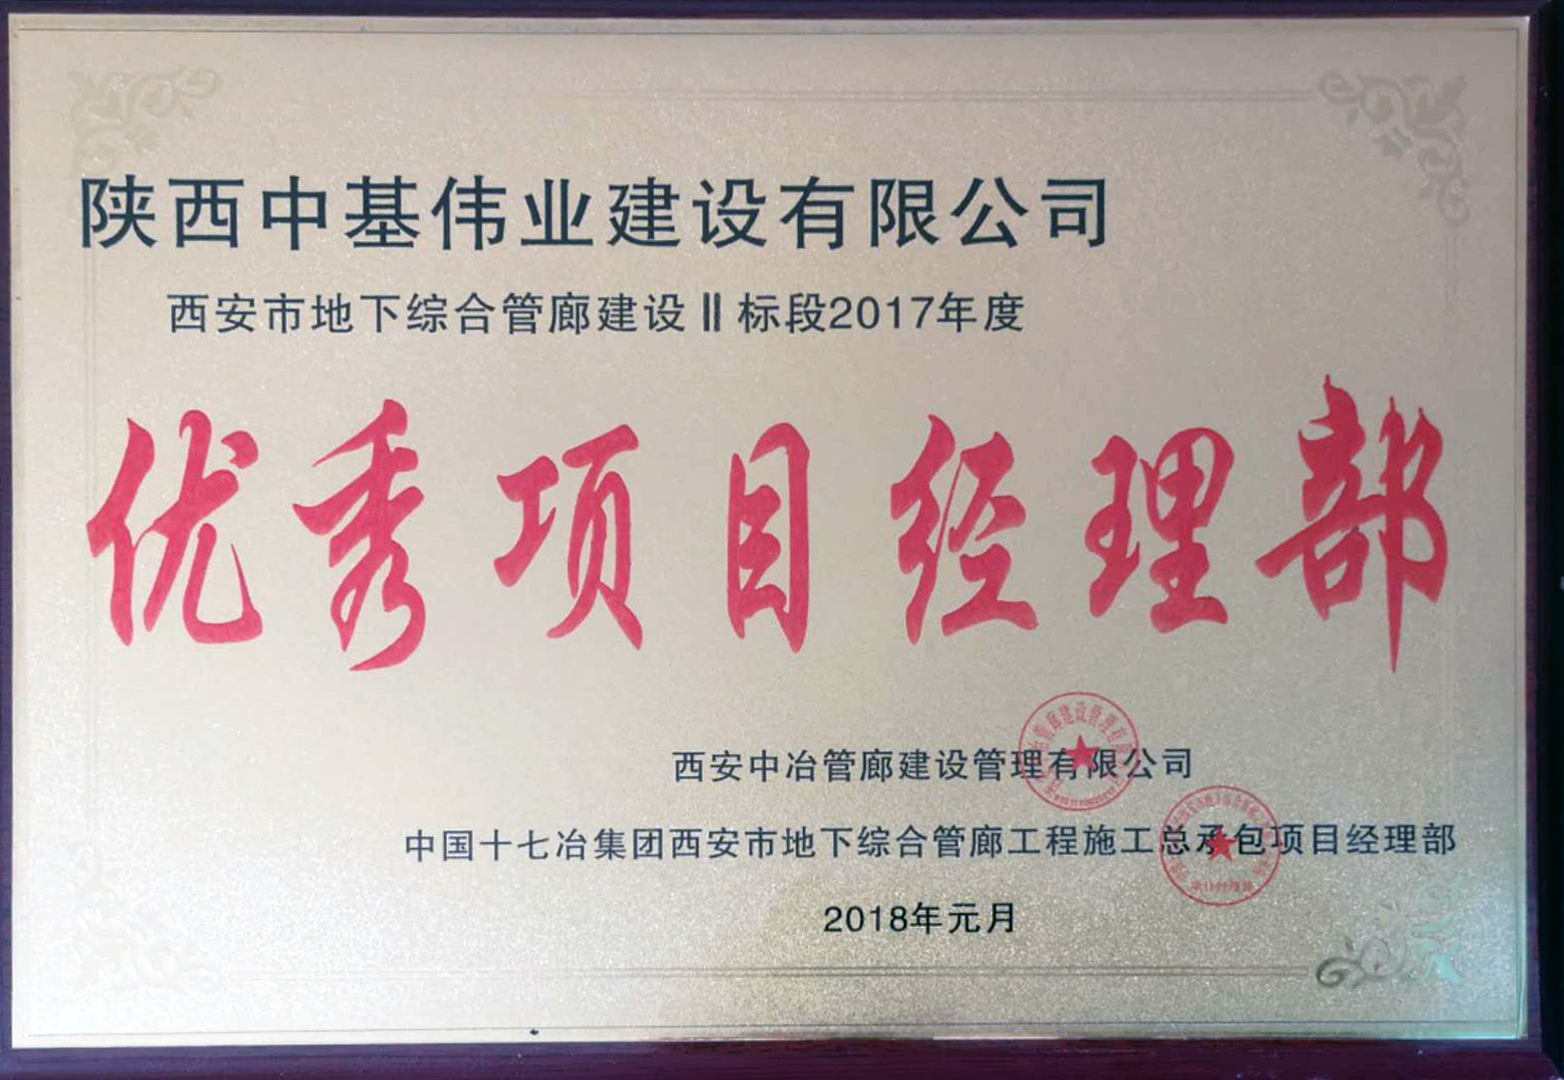 陕西中基伟业建设有限公司
西安市地下综合管廊建设Ⅱ标段2017年度
优秀项目经理部
西安中冶管廊建设管理有限公司
中国十七冶集团西安市地下综合管廊工程施工总承包项目经理部
2018年元月